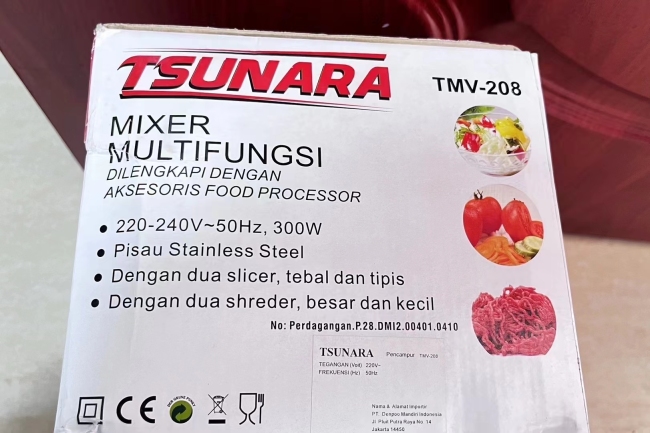 TSUNARA
TMV-208
MIXER
MULTIFUNGSI
DILENGKAPI DENGAN
AKSESORIS FOOD PROCESSOR
• 220-240V~50Hz, 300W
• Pisau Stainless Steel
• Dengan dua slicer, tebal dan tipis
• Dengan dua shreder, besar dan kecil
No: Perdagangan.P.28.DMI2.00401.0410
TSUNARA Pencampur TMV-208
TEGANGAN (Volt) 220V~
FREKUENSI (Hz) 50Hz
CE
Nama & Alamat Importir
PT. Denpoo Mandiri Indonesia
Jl Pluit Putra Raya No. 14
Jakarta 14450